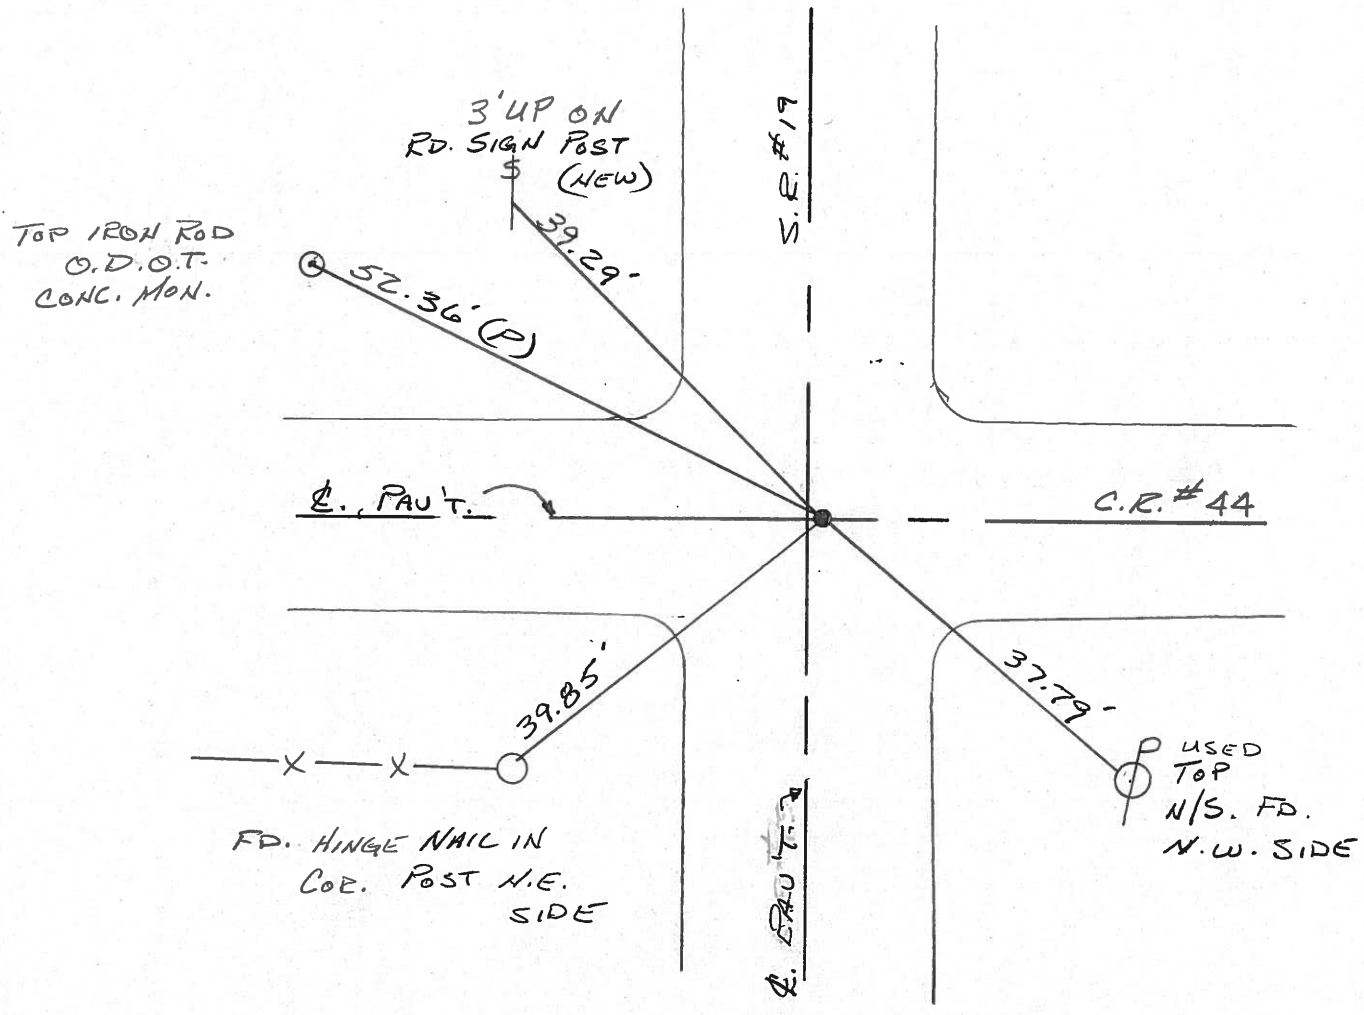 3' UP ON
RD. SIGN POST
(NEW)
S
S.R. #19
39.29'
TOP IRON ROD
O.D.O.T.
CONC. MON.
52.36' (P)
℄. PAV'T.
C.R. #44
39.85'
37.79'
X X
P
USED
TOP
N/S. FD.
N.W. SIDE
FD. HINGE NAIL IN
COR. POST N.E.
SIDE
℄. PAV'T.